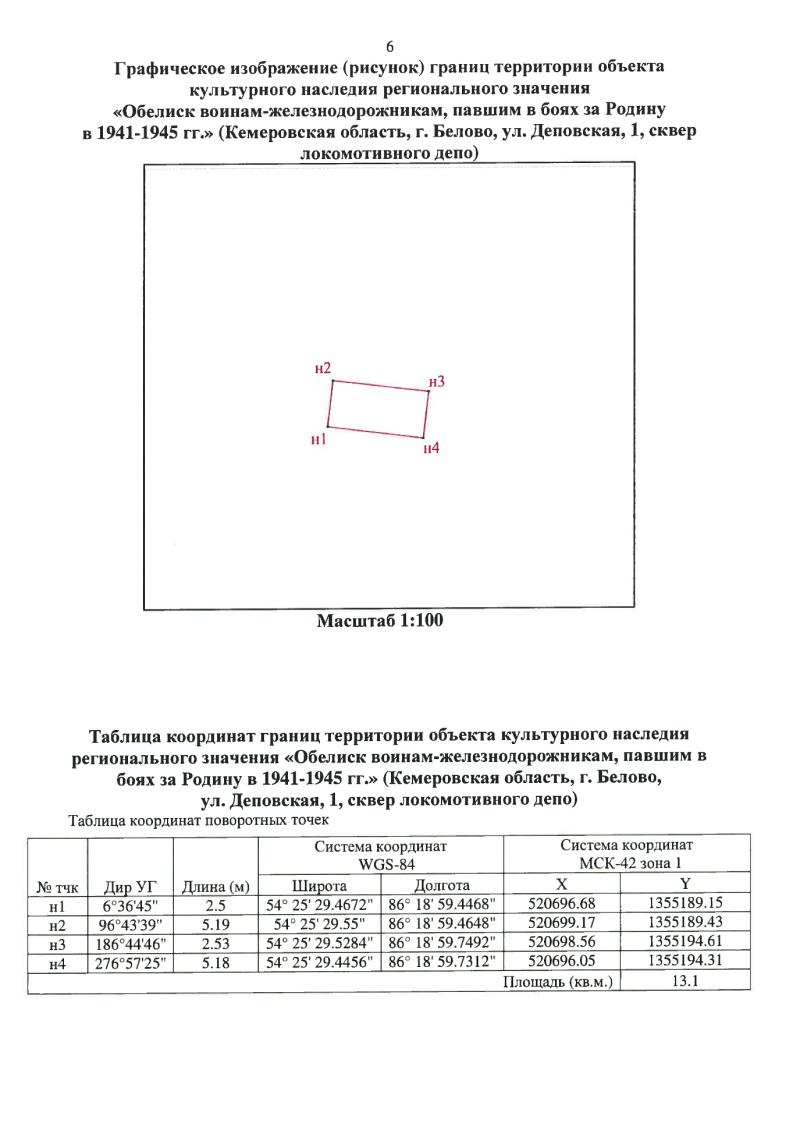 6
Графическое изображение (рисунок) границ территории объекта
культурного наследия регионального значения
«Обелиск воинам-железнодорожникам, павшим в боях за Родину
в 1941-1945 гг.» (Кемеровская область, г. Белово, ул. Деповская, 1, сквер
локомотивного депо)
н2
н3
н1
н4
Масштаб 1:100
Таблица координат границ территории объекта культурного наследия
регионального значения «Обелиск воинам-железнодорожникам, павшим в
боях за Родину в 1941-1945 гг.» (Кемеровская область, г. Белово,
ул. Деповская, 1, сквер локомотивного депо)
Таблица координат поворотных точек
Система координат WGS-84 Система координат МСК-42 зона 1
№ тчк Дир УГ Длина (м) Широта Долгота X Y
н1 6°36'45" 2.5 54° 25' 29.4672" 86° 18' 59.4468" 520696.68 1355189.15
н2 96°43'39" 5.19 54° 25' 29.55" 86° 18' 59.4648" 520699.17 1355189.43
н3 186°44'46" 2.53 54° 25' 29.5284" 86° 18' 59.7492" 520698.56 1355194.61
н4 276°57'25" 5.18 54° 25' 29.4456" 86° 18' 59.7312" 520696.05 1355194.31
Площадь (кв.м.) 13.1